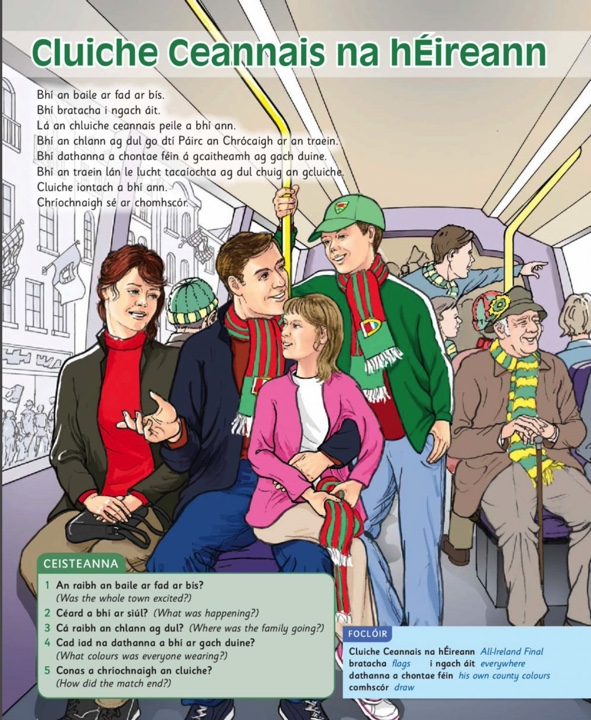 Cluiche Ceannais na hÉireann
Bhí an baile ar fad ar bís.
Bhí bratacha i ngach áit.
Lá an chluiche ceannais peile a bhí ann.
Bhí an chlann ag dul go dtí Páirc an Chrócaigh ar an traein.
Bhí dathanna a chontae féin á gcaitheamh ag gach duine.
Bhí an traein lán le lucht tacaíochta ag dul chuig an gcluiche.
Cluiche iontach a bhí ann.
Chríochnaigh sé ar chomhscór.
CEISTEANNA
1 An raibh an baile ar fad ar bís?
(Was the whole town excited?)
2 Céard a bhí ar siúl? (What was happening?)
3 Cá raibh an chlann ag dul? (Where was the family going?)
4 Cad iad na dathanna a bhí ar gach duine?
(What colours was everyone wearing?)
5 Conas a chríochnaigh an cluiche?
(How did the match end?)
FOCLÓIR
Cluiche Ceannais na hÉireann All-Ireland Final
bratacha flags i ngach áit everywhere
dathanna a chontae féin his own county colours
comhscór draw